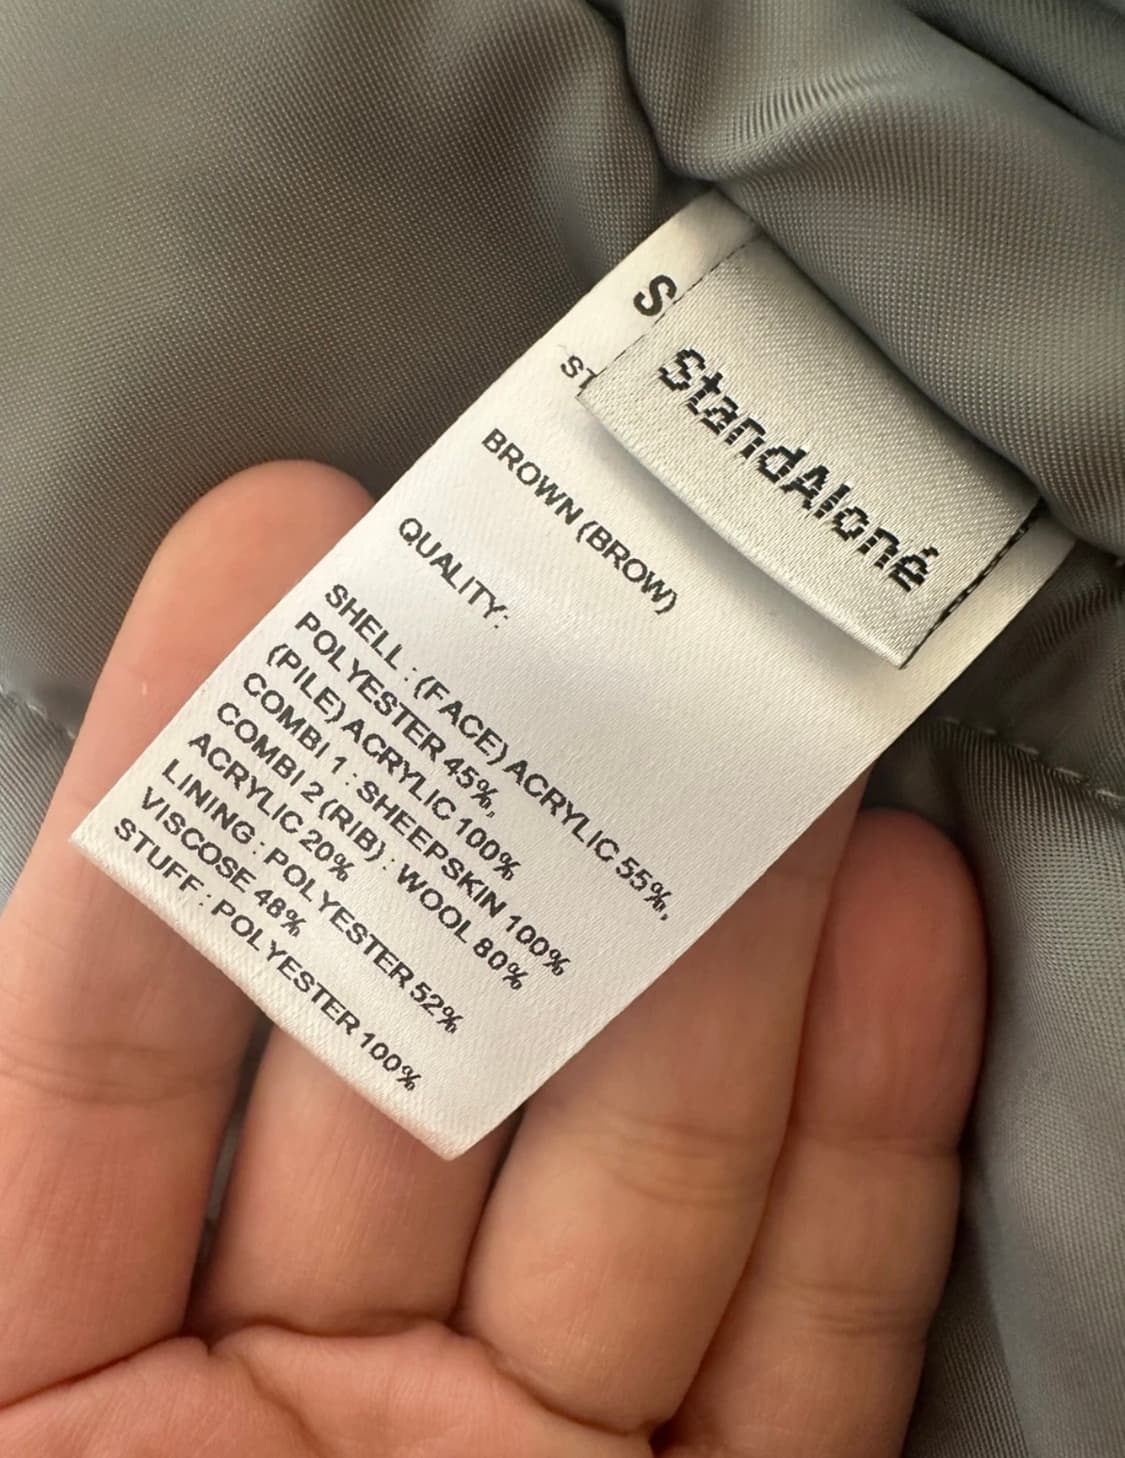 S
ST
StandAloné
BROWN (BROW)
QUALITY:
SHELL : (FACE) ACRYLIC 55%,
POLYESTER 45%,
(PILE) ACRYLIC 100%
COMBI 1 : SHEEPSKIN 100%
COMBI 2 (RIB) : WOOL 80%
ACRYLIC 20%
LINING : POLYESTER 52%
VISCOSE 48%
STUFF : POLYESTER 100%